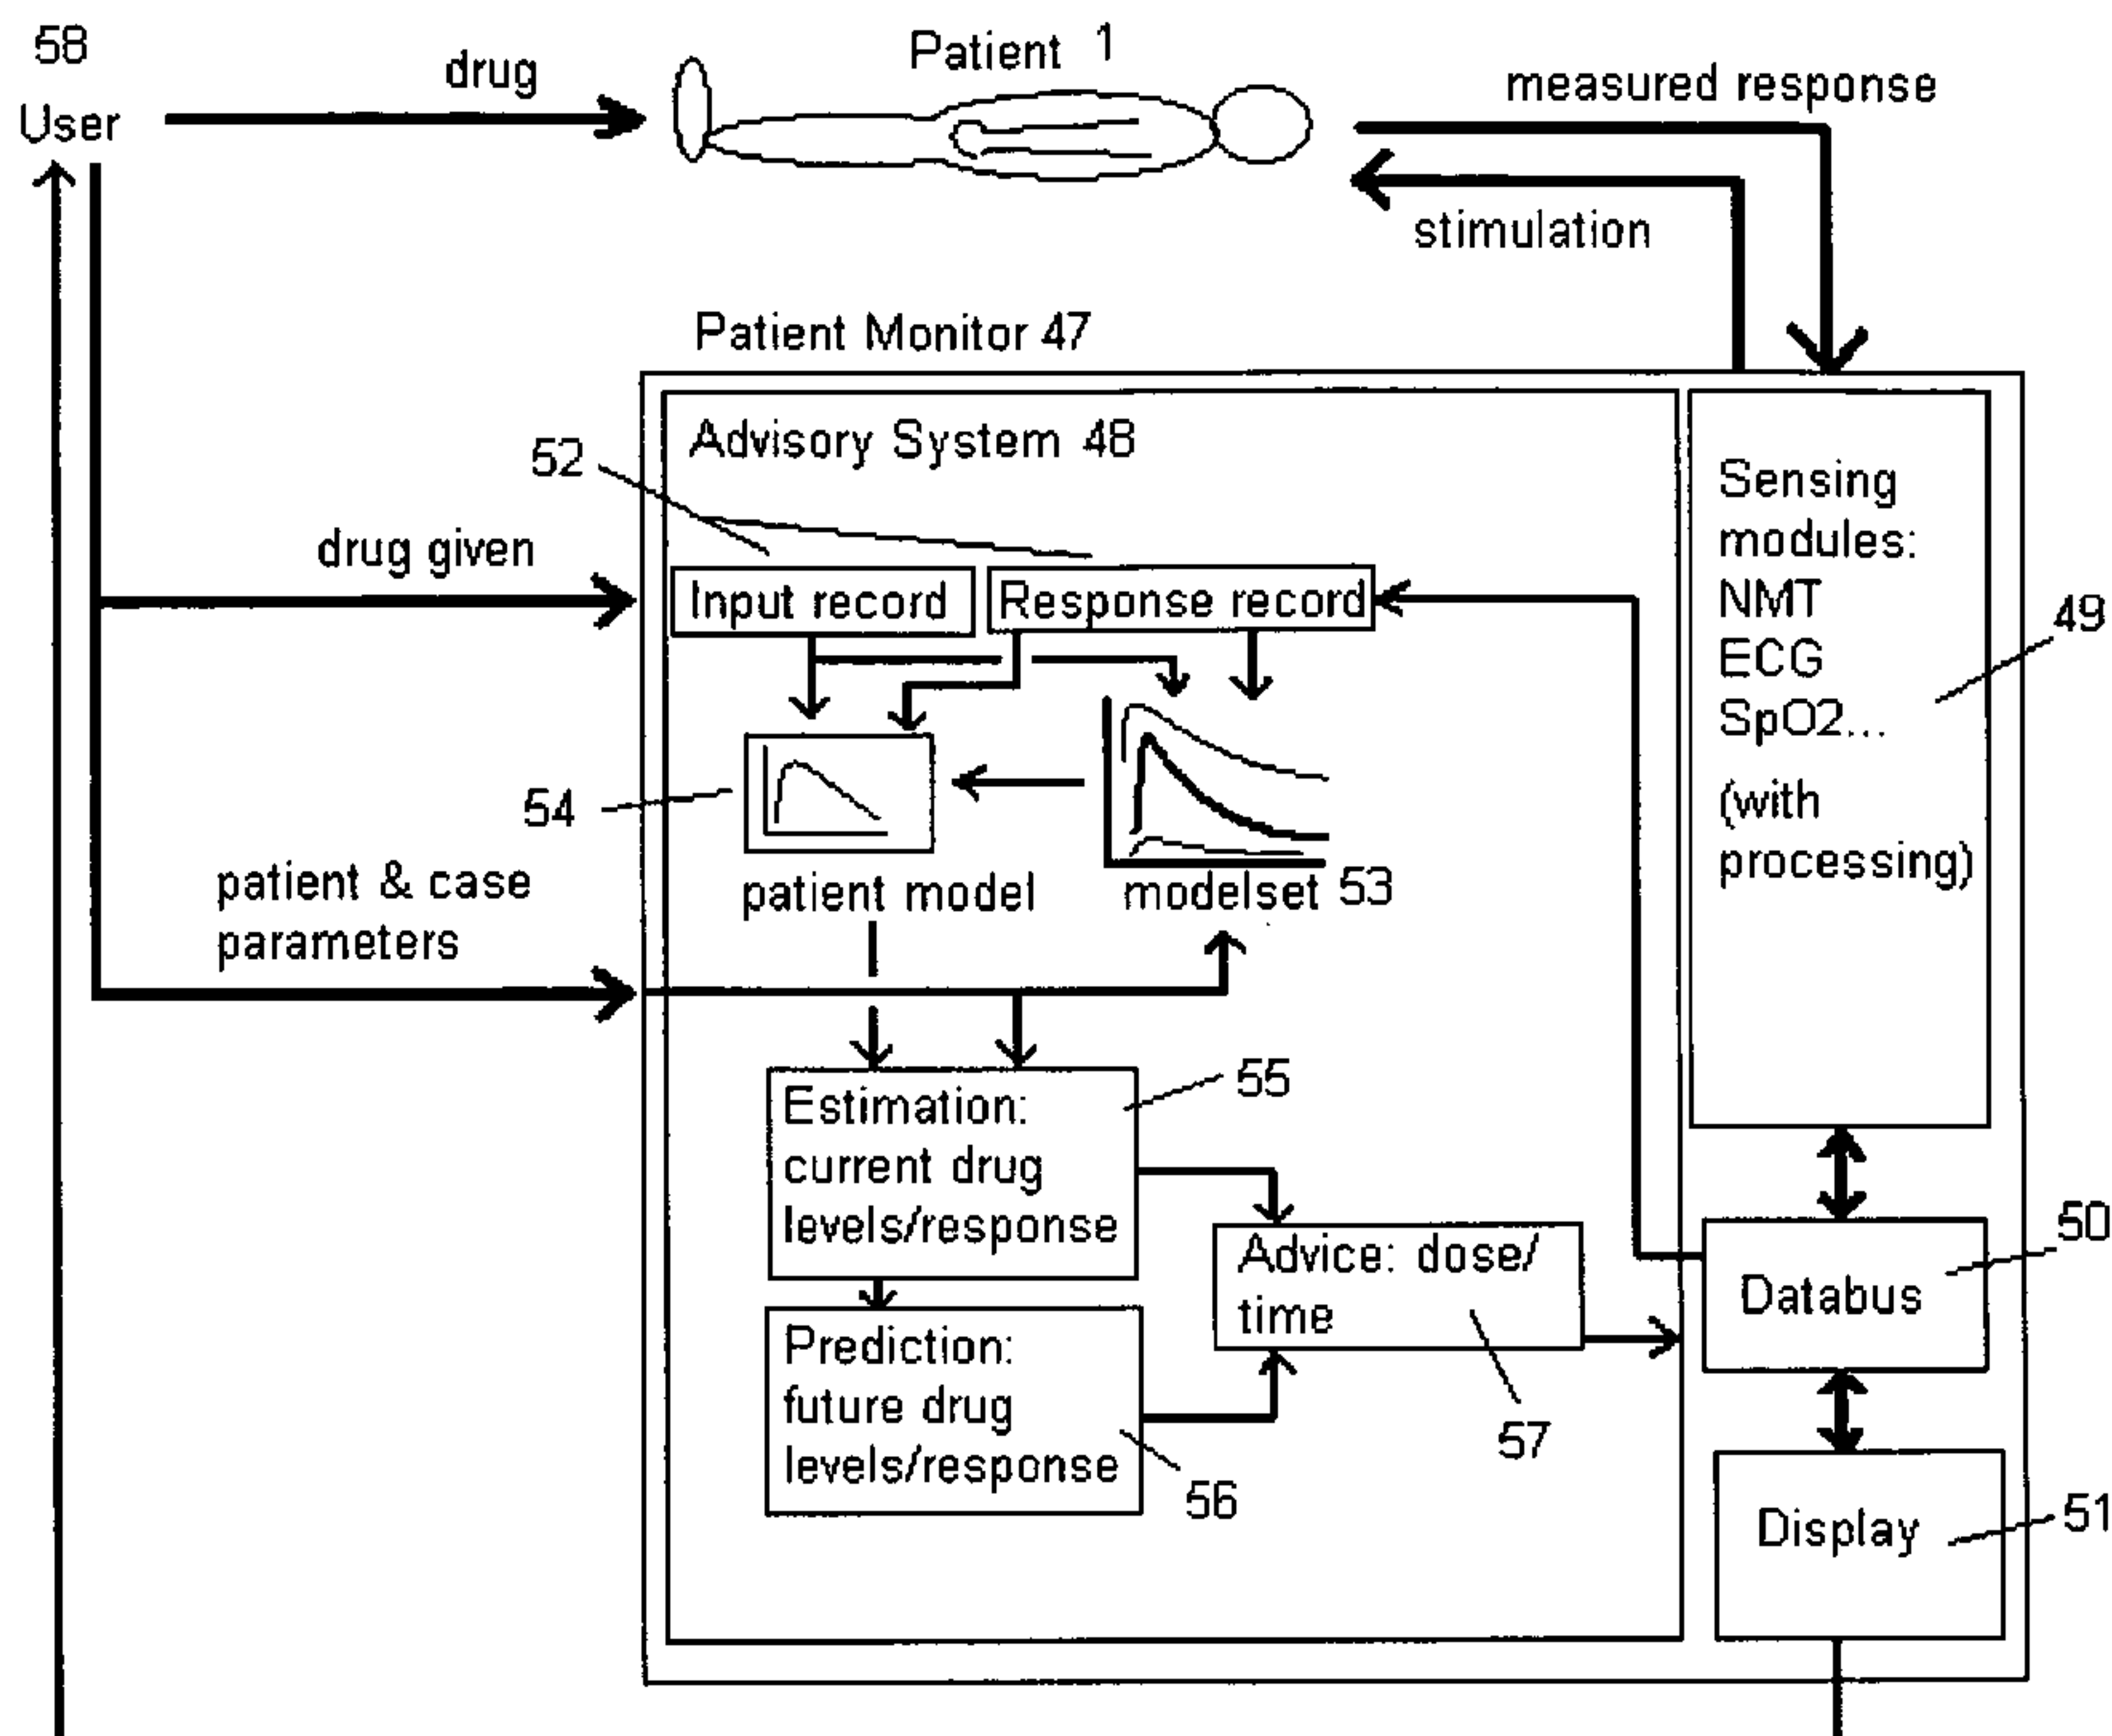 58
User
drug
Patient 1
measured response
stimulation
Patient Monitor 47
Advisory System 48
52
drug given
Input record
Response record
Sensing
modules:
NMT
ECG
SpO2...
(with
processing)
49
54
patient model
modelset 53
patient & case
parameters
Estimation:
current drug
levels/response
55
Prediction:
future drug
levels/response
56
Advice: dose/
time
57
Databus
50
Display
51